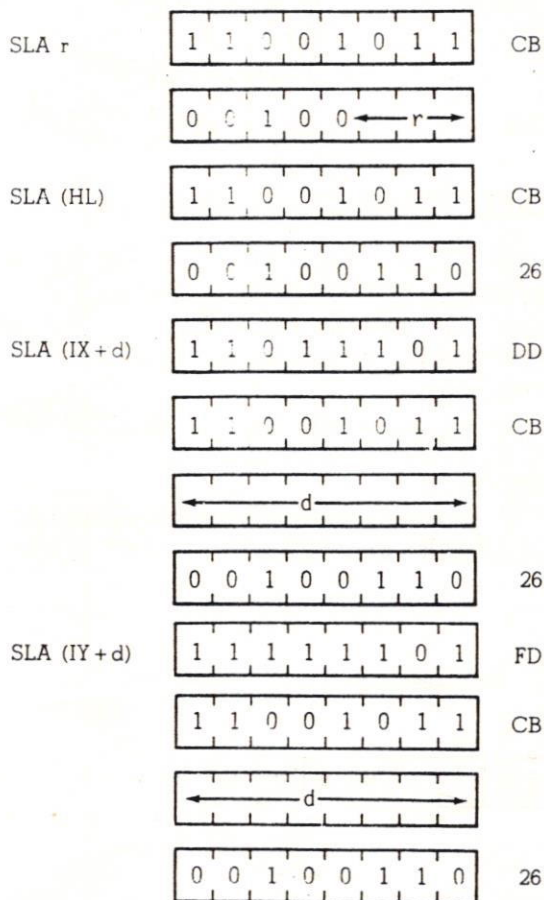 SLA r 1 1 0 0 1 0 1 1 CB
0 0 1 0 0 r
SLA (HL) 1 1 0 0 1 0 1 1 CB
0 0 1 0 0 1 1 0 26
SLA (IX+d) 1 1 0 1 1 1 0 1 DD
1 1 0 0 1 0 1 1 CB
d
0 0 1 0 0 1 1 0 26
SLA (IY+d) 1 1 1 1 1 1 0 1 FD
1 1 0 0 1 0 1 1 CB
d
0 0 1 0 0 1 1 0 26